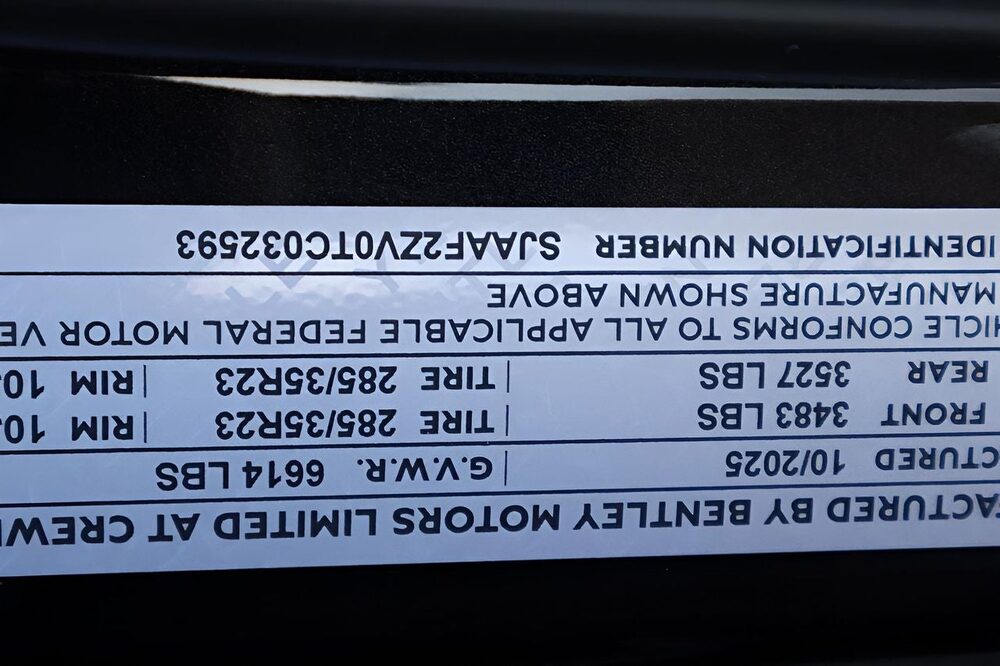 ACTURED BY BENTLEY MOTORS LIMITED AT CREW
CTURED 10/2025 | G.V.W.R. 6614 LBS
FRONT 3483 LBS | TIRE 285/35R23 | RIM 10.
REAR 3527 LBS | TIRE 285/35R23 | RIM 10.
HICLE CONFORMS TO ALL APPLICABLE FEDERAL MOTOR VE
MANUFACTURE SHOWN ABOVE
IDENTIFICATION NUMBER SJAAF2ZV0TC032593